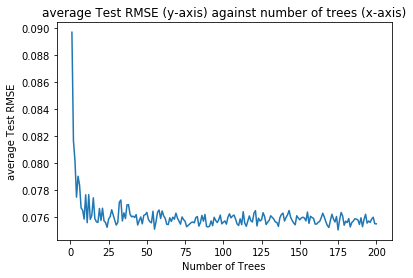 average Test RMSE (y-axis) against number of trees (x-axis)
0.090
0.088
0.086
0.084
0.082
0.080
0.078
0.076
average Test RMSE
0 25 50 75 100 125 150 175 200
Number of Trees